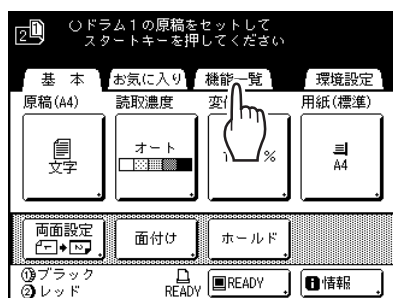 2 1 ○ドラム1の原稿をセットして
スタートキーを押してください
基 本 お気に入り 機能一覧 環境設定
原稿(A4) 読取濃度 用紙(標準)
オート %
文字 A4
両面設定 面付け ホールド
①ブラック
②レッド READY READY 情報